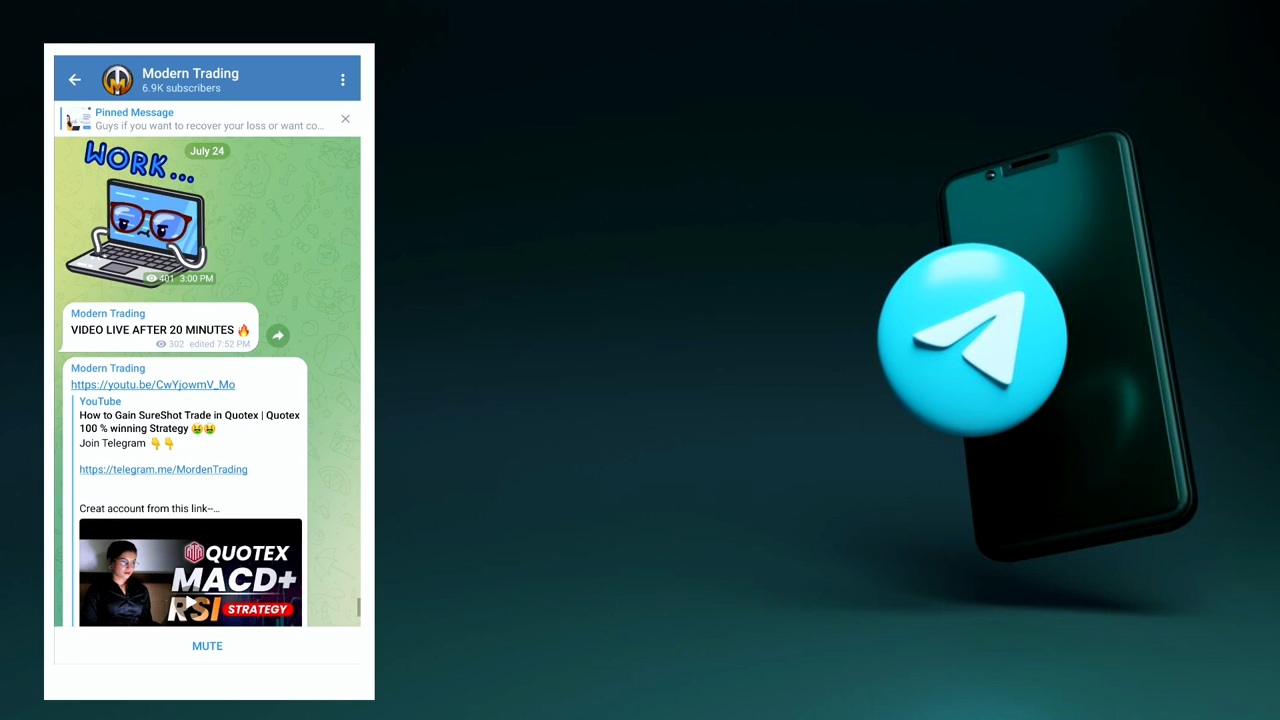 Modern Trading
6.9K subscribers
Pinned Message
Guys if you want to recover your loss or want co...
July 24
WORK...
401 3:00 PM
Modern Trading
VIDEO LIVE AFTER 20 MINUTES 🔥
302 edited 7:52 PM
Modern Trading
https://youtu.be/CwYjowmV_Mo
YouTube
How to Gain SureShot Trade in Quotex | Quotex
100 % winning Strategy 🤑🤑
Join Telegram 👇👇
https://telegram.me/MordenTrading
Creat account from this link--...
QUOTEX
MACD+
RSI STRATEGY
MUTE